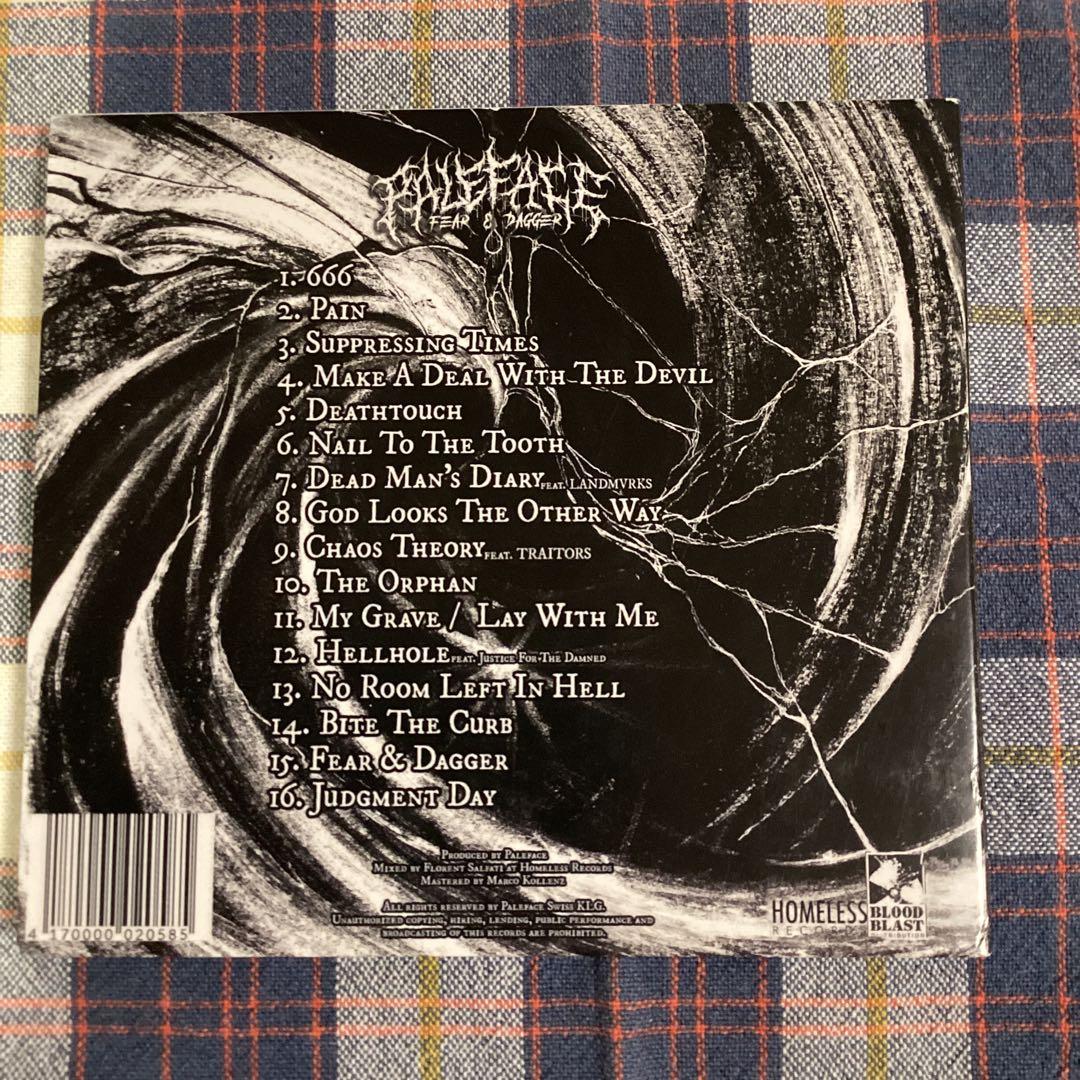 PALEFACE
FEAR & DAGGER
1. 666
2. PAIN
3. SUPPRESSING TIMES
4. MAKE A DEAL WITH THE DEVIL
5. DEATHTOUCH
6. NAIL TO THE TOOTH
7. DEAD MAN'S DIARY FEAT. LANDMVRKS
8. GOD LOOKS THE OTHER WAY
9. CHAOS THEORY FEAT. TRAITORS
10. THE ORPHAN
11. MY GRAVE / LAY WITH ME
12. HELLHOLE FEAT. JUSTICE FOR THE DAMNED
13. NO ROOM LEFT IN HELL
14. BITE THE CURB
15. FEAR & DAGGER
16. JUDGMENT DAY
PRODUCED BY PALEFACE
MIXED BY FLORENT SALFATI AT HOMELESS RECORDS
MASTERED BY MARCO KOLLENZ
ALL RIGHTS RESERVED BY PALEFACE SWISS KLG.
UNAUTHORIZED COPYING, HIRING, LENDING, PUBLIC PERFORMANCE AND
BROADCASTING OF THIS RECORDS ARE PROHIBITED.
4 170000 020585
HOMELESS
RECORDS
BLOOD
BLAST
DISTRIBUTION